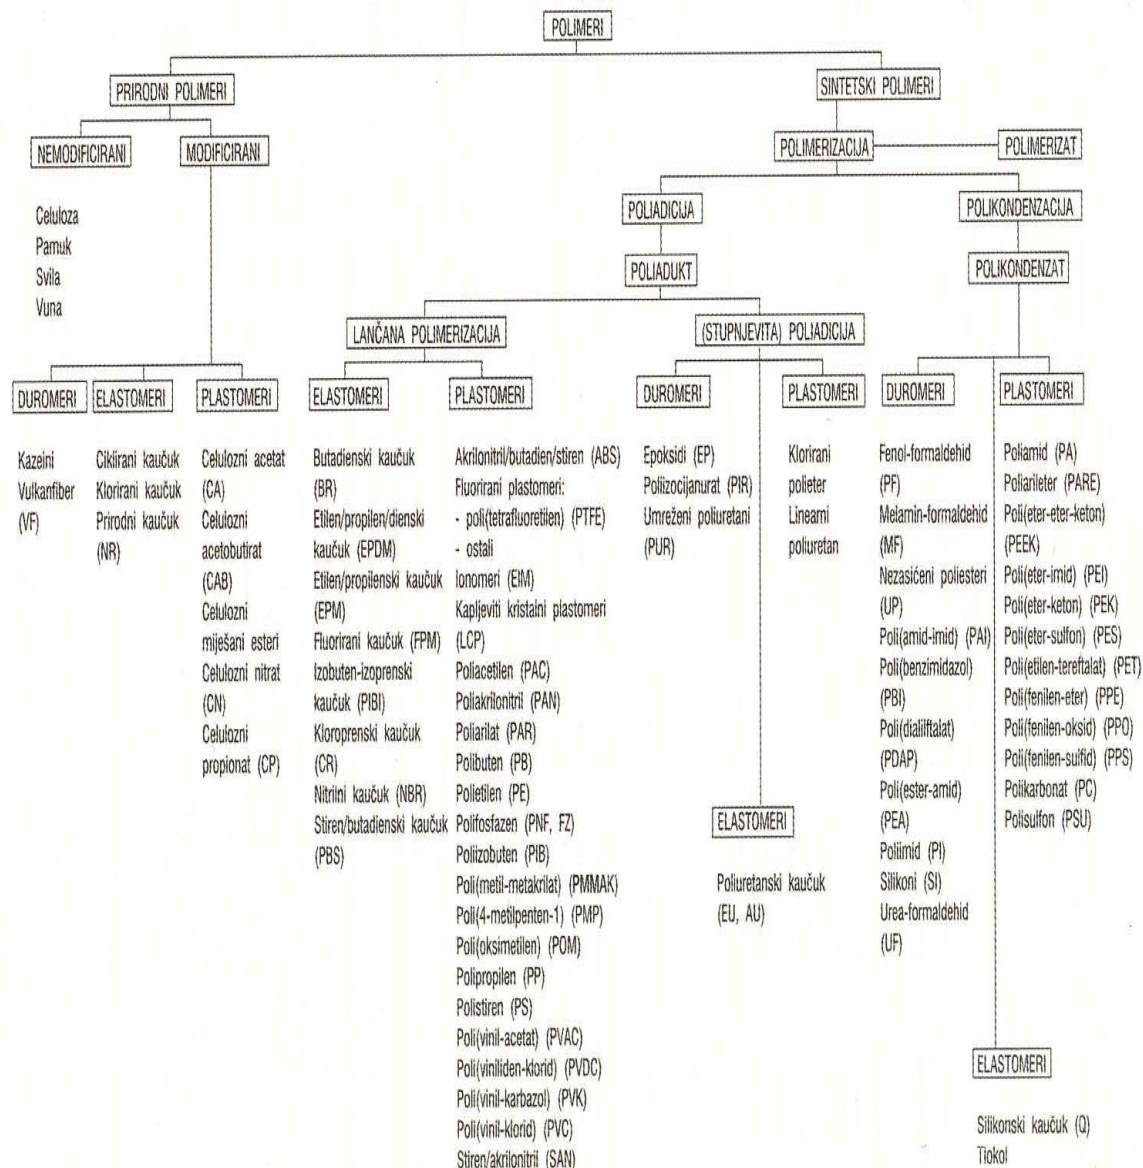 POLIMERI
PRIRODNI POLIMERI
SINTETSKI POLIMERI
NEMODIFICIRANI
MODIFICIRANI
POLIMERIZACIJA
POLIMERIZAT
Celuloza
Pamuk
Svila
Vuna
POLIADICIJA
POLIKONDENZACIJA
POLIADUKT
POLIKONDENZAT
LANČANA POLIMERIZACIJA
(STUPNJEVITA) POLIADICIJA
DUROMERI
Kazeini
Vulkanfiber
(VF)
ELASTOMERI
Ciklirani kaučuk
Klorirani kaučuk
Prirodni kaučuk
(NR)
PLASTOMERI
Celulozni acetat
(CA)
Celulozni
acetobutirat
(CAB)
Celulozni
miješani esteri
Celulozni nitrat
(CN)
Celulozni
propionat (CP)
ELASTOMERI
Butadienski kaučuk
(BR)
Etilen/propilen/dienski
kaučuk (EPDM)
Etilen/propilenski kaučuk
(EPM)
Fluorirani kaučuk (FPM)
Izobuten-izoprenski
kaučuk (PIBI)
Kloroprenski kaučuk
(CR)
Nitrilni kaučuk (NBR)
Stiren/butadienski kaučuk
(PBS)
PLASTOMERI
Akrilonitril/butadien/stiren (ABS)
Fluorirani plastomeri:
- poli(tetrafluoretilen) (PTFE)
- ostali
Ionomeri (EIM)
Kapljeviti kristalni plastomeri
(LCP)
Poliacetilen (PAC)
Poliakrilonitril (PAN)
Poliarilat (PAR)
Polibuten (PB)
Polietilen (PE)
Polifosfazen (PNF, FZ)
Poliizobuten (PIB)
Poli(metil-metakrilat) (PMMAK)
Poli(4-metilpenten-1) (PMP)
Poli(oksimetilen) (POM)
Polipropilen (PP)
Polistiren (PS)
Poli(vinil-acetat) (PVAC)
Poli(viniliden-klorid) (PVDC)
Poli(vinil-karbazol) (PVK)
Poli(vinil-klorid) (PVC)
Stiren/akrilonitril (SAN)
DUROMERI
Epoksidi (EP)
Poliizocijanurat (PIR)
Umreženi poliuretani
(PUR)
PLASTOMERI
Klorirani
polieter
Linearni
poliuretan
ELASTOMERI
Poliuretanski kaučuk
(EU, AU)
DUROMERI
Fenol-formaldehid
(PF)
Melamin-formaldehid
(MF)
Nezasićeni poliesteri
(UP)
Poli(amid-imid) (PAI)
Poli(benzimidazol)
(PBI)
Poli(dialilftalat)
(PDAP)
Poli(ester-amid)
(PEA)
Poliimid (PI)
Silikoni (SI)
Urea-formaldehid
(UF)
PLASTOMERI
Poliamid (PA)
Poliarileter (PARE)
Poli(eter-eter-keton)
(PEEK)
Poli(eter-imid) (PEI)
Poli(eter-keton) (PEK)
Poli(eter-sulfon) (PES)
Poli(etilen-tereftalat) (PET)
Poli(fenilen-eter) (PPE)
Poli(fenilen-oksid) (PPO)
Poli(fenilen-sulfid) (PPS)
Polikarbonat (PC)
Polisulfon (PSU)
ELASTOMERI
Silikonski kaučuk (Q)
Tiokol